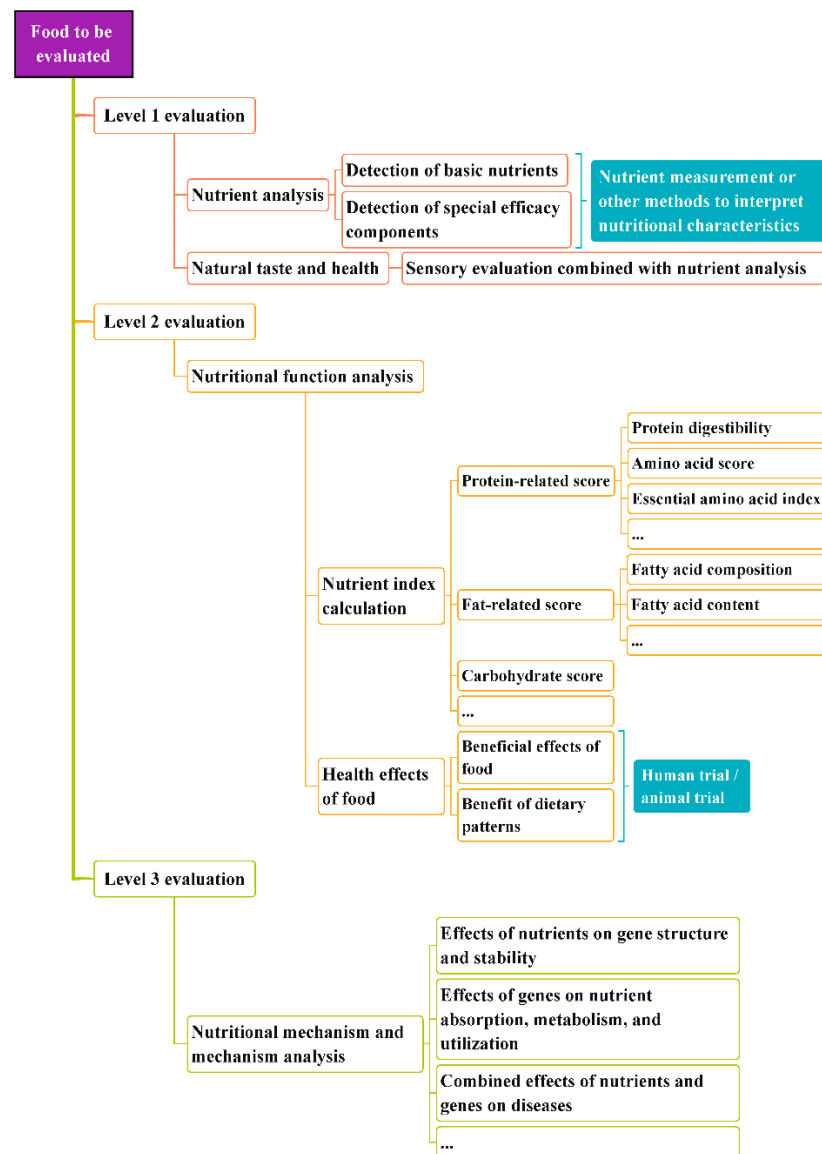 Food to be
evaluated
Level 1 evaluation
Nutrient analysis
Detection of basic nutrients
Detection of special efficacy
components
Nutrient measurement or
other methods to interpret
nutritional characteristics
Natural taste and health
Sensory evaluation combined with nutrient analysis
Level 2 evaluation
Nutritional function analysis
Nutrient index
calculation
Protein-related score
Protein digestibility
Amino acid score
Essential amino acid index
...
Fat-related score
Fatty acid composition
Fatty acid content
...
Carbohydrate score
...
Health effects
of food
Beneficial effects of
food
Benefit of dietary
patterns
Human trial /
animal trial
Level 3 evaluation
Nutritional mechanism and
mechanism analysis
Effects of nutrients on gene structure
and stability
Effects of genes on nutrient
absorption, metabolism, and
utilization
Combined effects of nutrients and
genes on diseases
...